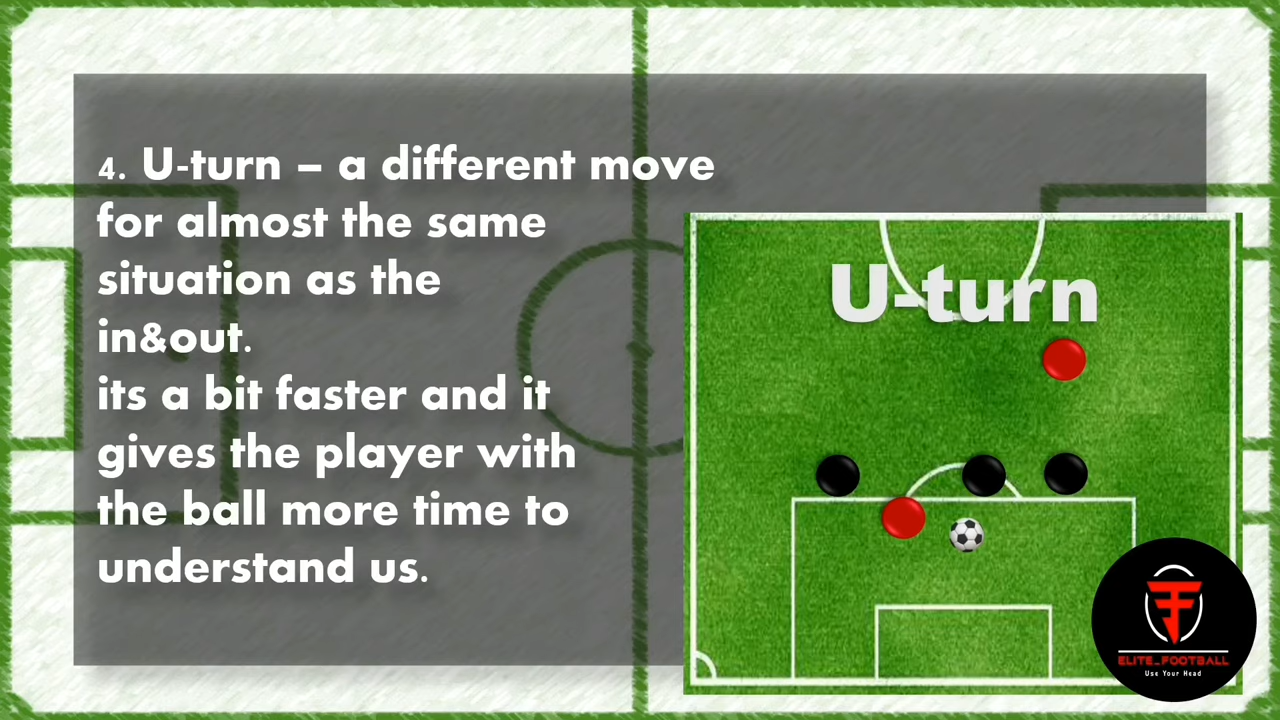 4. U-turn – a different move
for almost the same
situation as the
in&out.
its a bit faster and it
gives the player with
the ball more time to
understand us.
U-turn
ELITE_FOOTBALL
Use Your Head